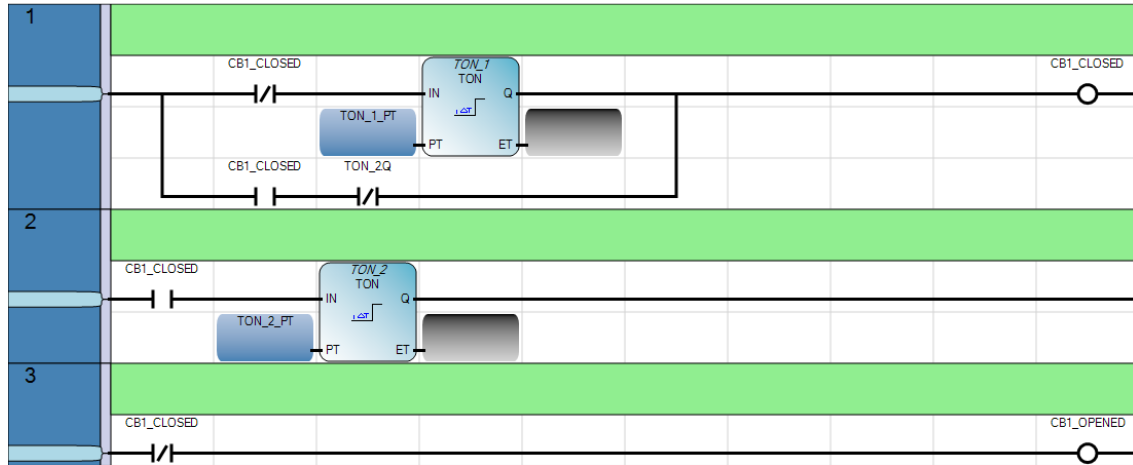 1
CB1_CLOSED
TON_1
TON
CB1_CLOSED
IN
Q
TON_1_PT
PT
ET
CB1_CLOSED
TON_2.Q
2
CB1_CLOSED
TON_2
TON
IN
Q
TON_2_PT
PT
ET
3
CB1_CLOSED
CB1_OPENED